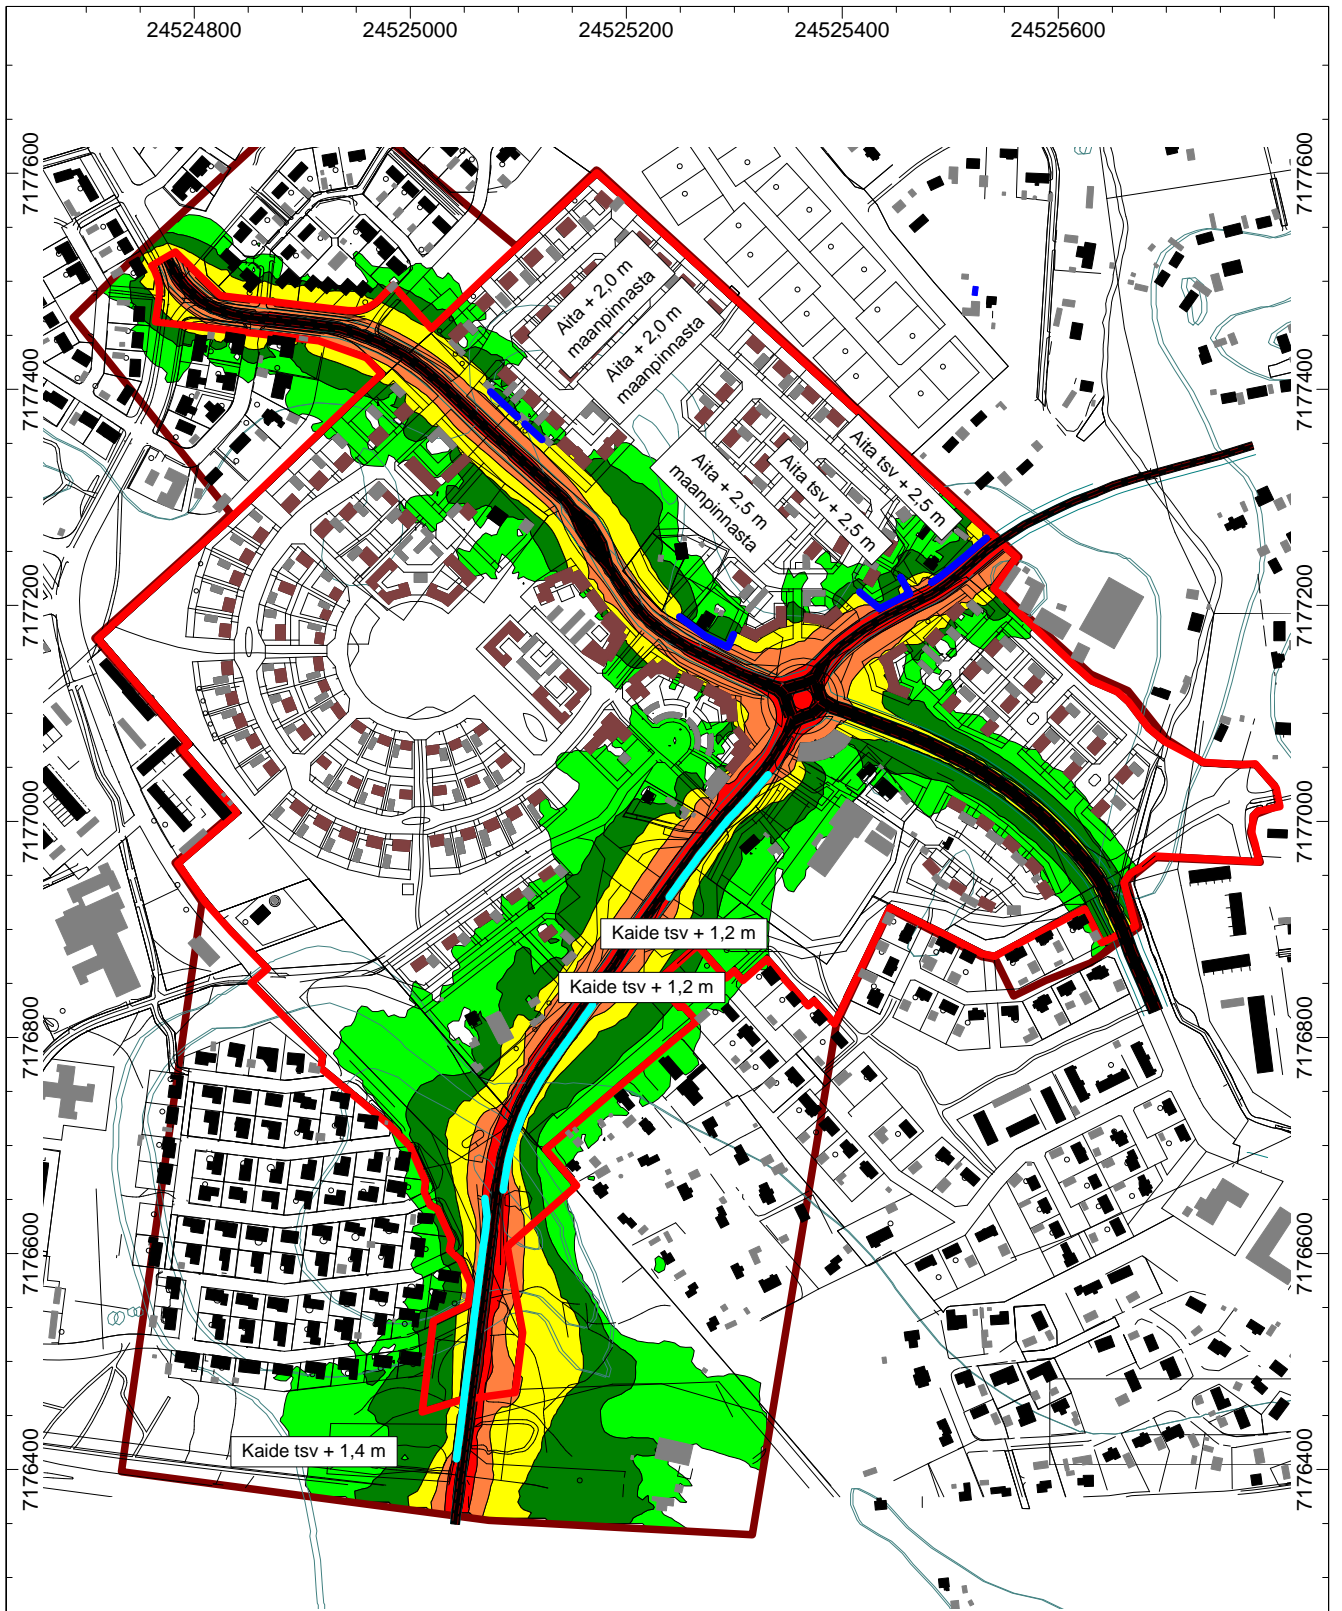 24524800 24525000 24525200 24525400 24525600
7177600
7177600
Aita + 2,0 m
maanpinnasta
Aita + 2,0 m
maanpinnasta
7177400
7177400
Aita + 2,5 m
maanpinnasta
Aita tsv + 2,5 m
Aita tsv + 2,5 m
7177200
7177200
7177000
7177000
Kaide tsv + 1,2 m
Kaide tsv + 1,2 m
7176800
7176800
7176600
7176600
Kaide tsv + 1,4 m
7176400
7176400